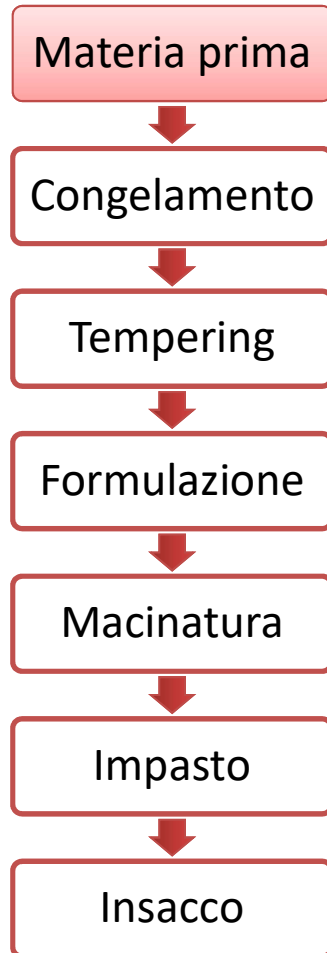 Materia prima
Congelamento
Tempering
Formulazione
Macinatura
Impasto
Insacco